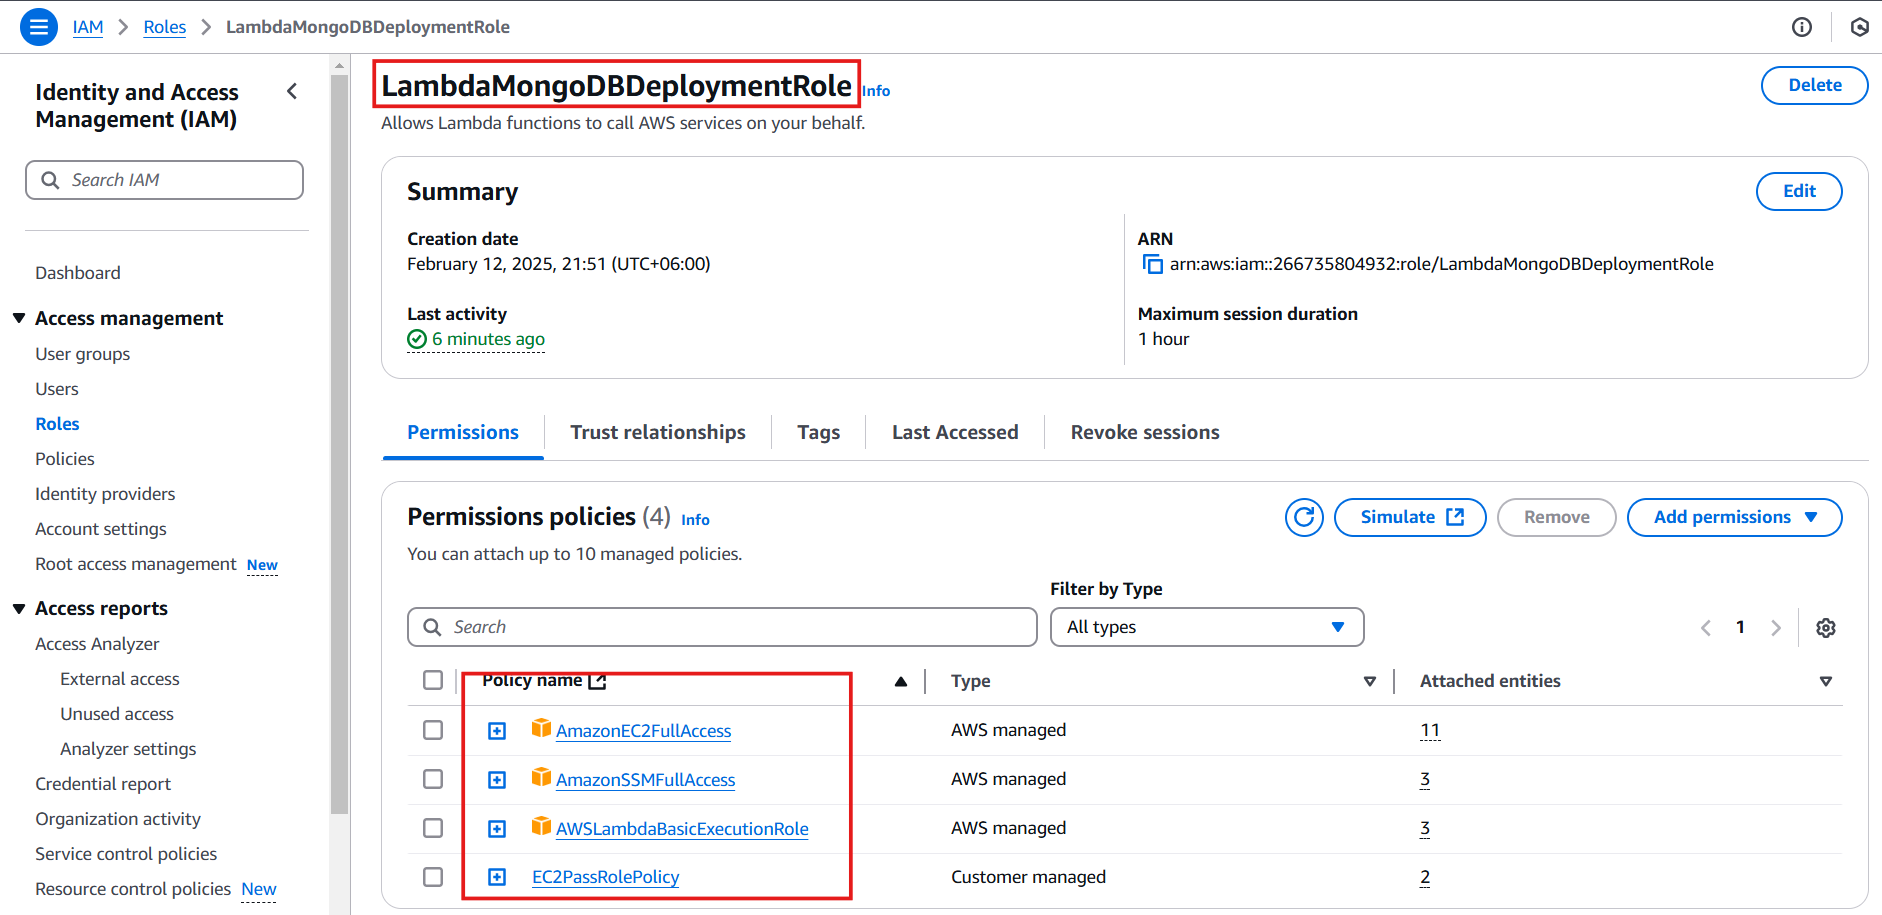 IAM > Roles > LambdaMongoDBDeploymentRole
Identity and Access
Management (IAM)
Search IAM
Dashboard
Access management
User groups
Users
Roles
Policies
Identity providers
Account settings
Root access management New
Access reports
Access Analyzer
External access
Unused access
Analyzer settings
Credential report
Organization activity
Service control policies
Resource control policies New
LambdaMongoDBDeploymentRole Info
Delete
Allows Lambda functions to call AWS services on your behalf.
Summary
Edit
Creation date
February 12, 2025, 21:51 (UTC+06:00)
ARN
arn:aws:iam::266735804932:role/LambdaMongoDBDeploymentRole
Last activity
6 minutes ago
Maximum session duration
1 hour
Permissions Trust relationships Tags Last Accessed Revoke sessions
Permissions policies (4) Info
Simulate Remove Add permissions
You can attach up to 10 managed policies.
Filter by Type
Search
All types
1
Policy name Type Attached entities
AmazonEC2FullAccess AWS managed 11
AmazonSSMFullAccess AWS managed 3
AWSLambdaBasicExecutionRole AWS managed 3
EC2PassRolePolicy Customer managed 2